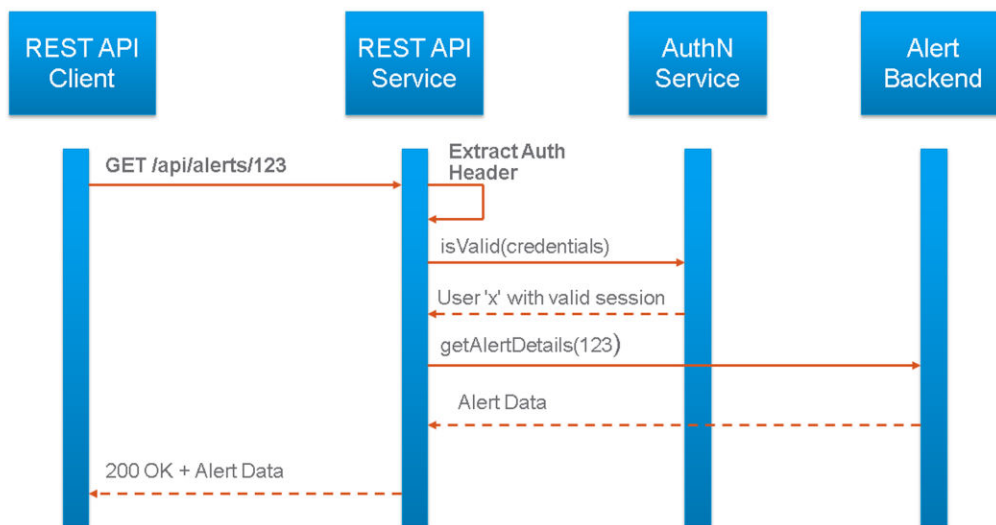 REST API
Client
REST API
Service
AuthN
Service
Alert
Backend
GET /api/alerts/123
Extract Auth
Header
isValid(credentials)
User 'x' with valid session
getAlertDetails(123)
Alert Data
200 OK + Alert Data